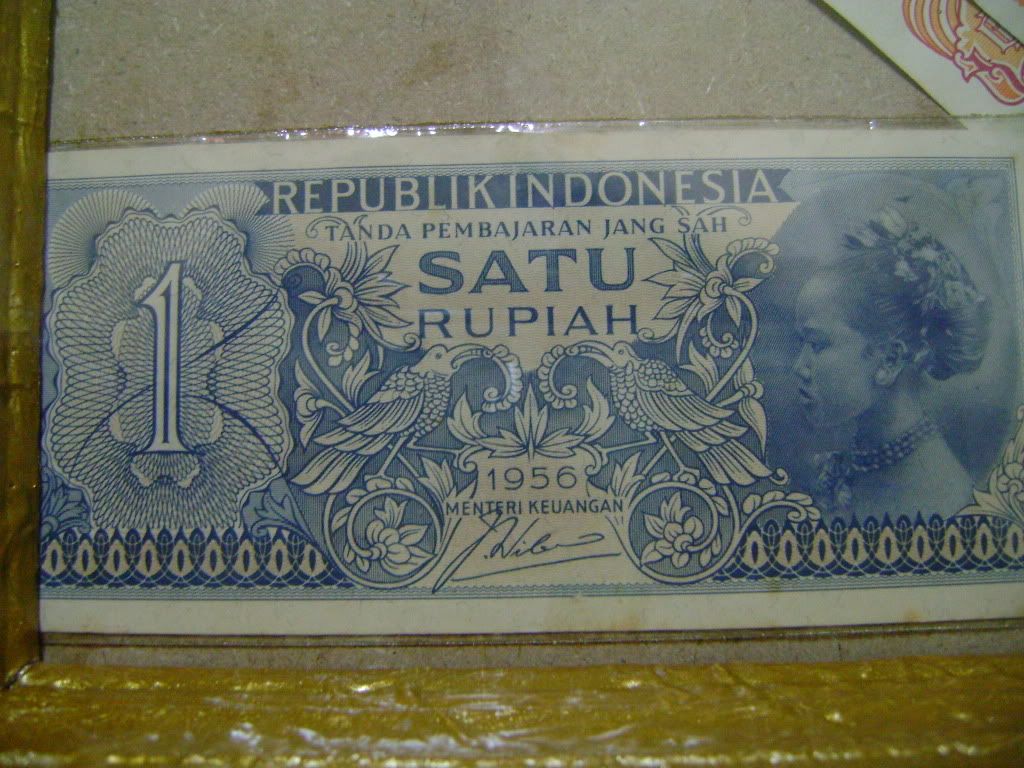 REPUBLIK INDONESIA
TANDA PEMBAJARAN JANG SAH
SATU
RUPIAH
1
1956
MENTERI KEUANGAN